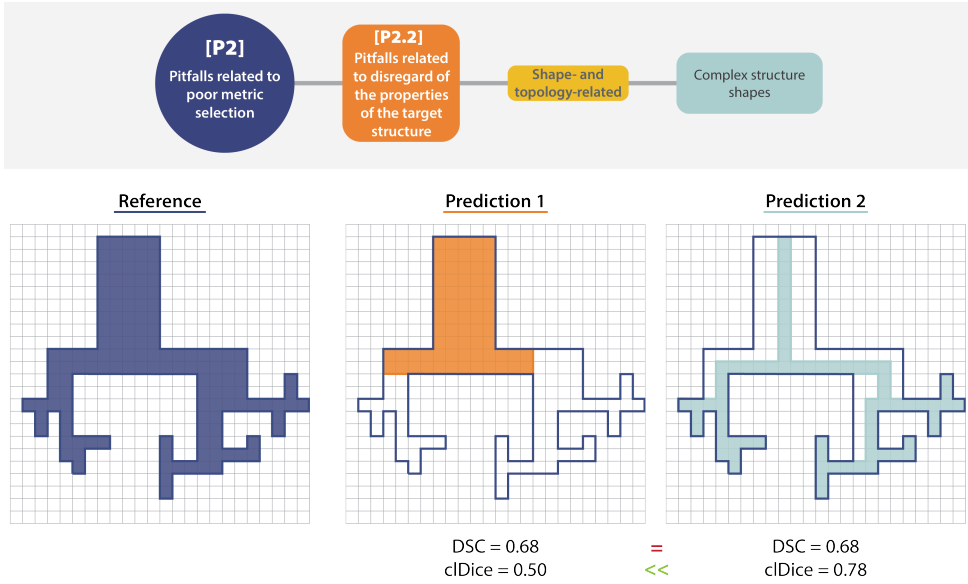 [P2]
Pitfalls related to
poor metric
selection
[P2.2]
Pitfalls related
to disregard of
the properties
of the target
structure
Shape- and
topology-related
Complex structure
shapes
Reference
Prediction 1
Prediction 2
DSC = 0.68 = DSC = 0.68
clDice = 0.50 << clDice = 0.78